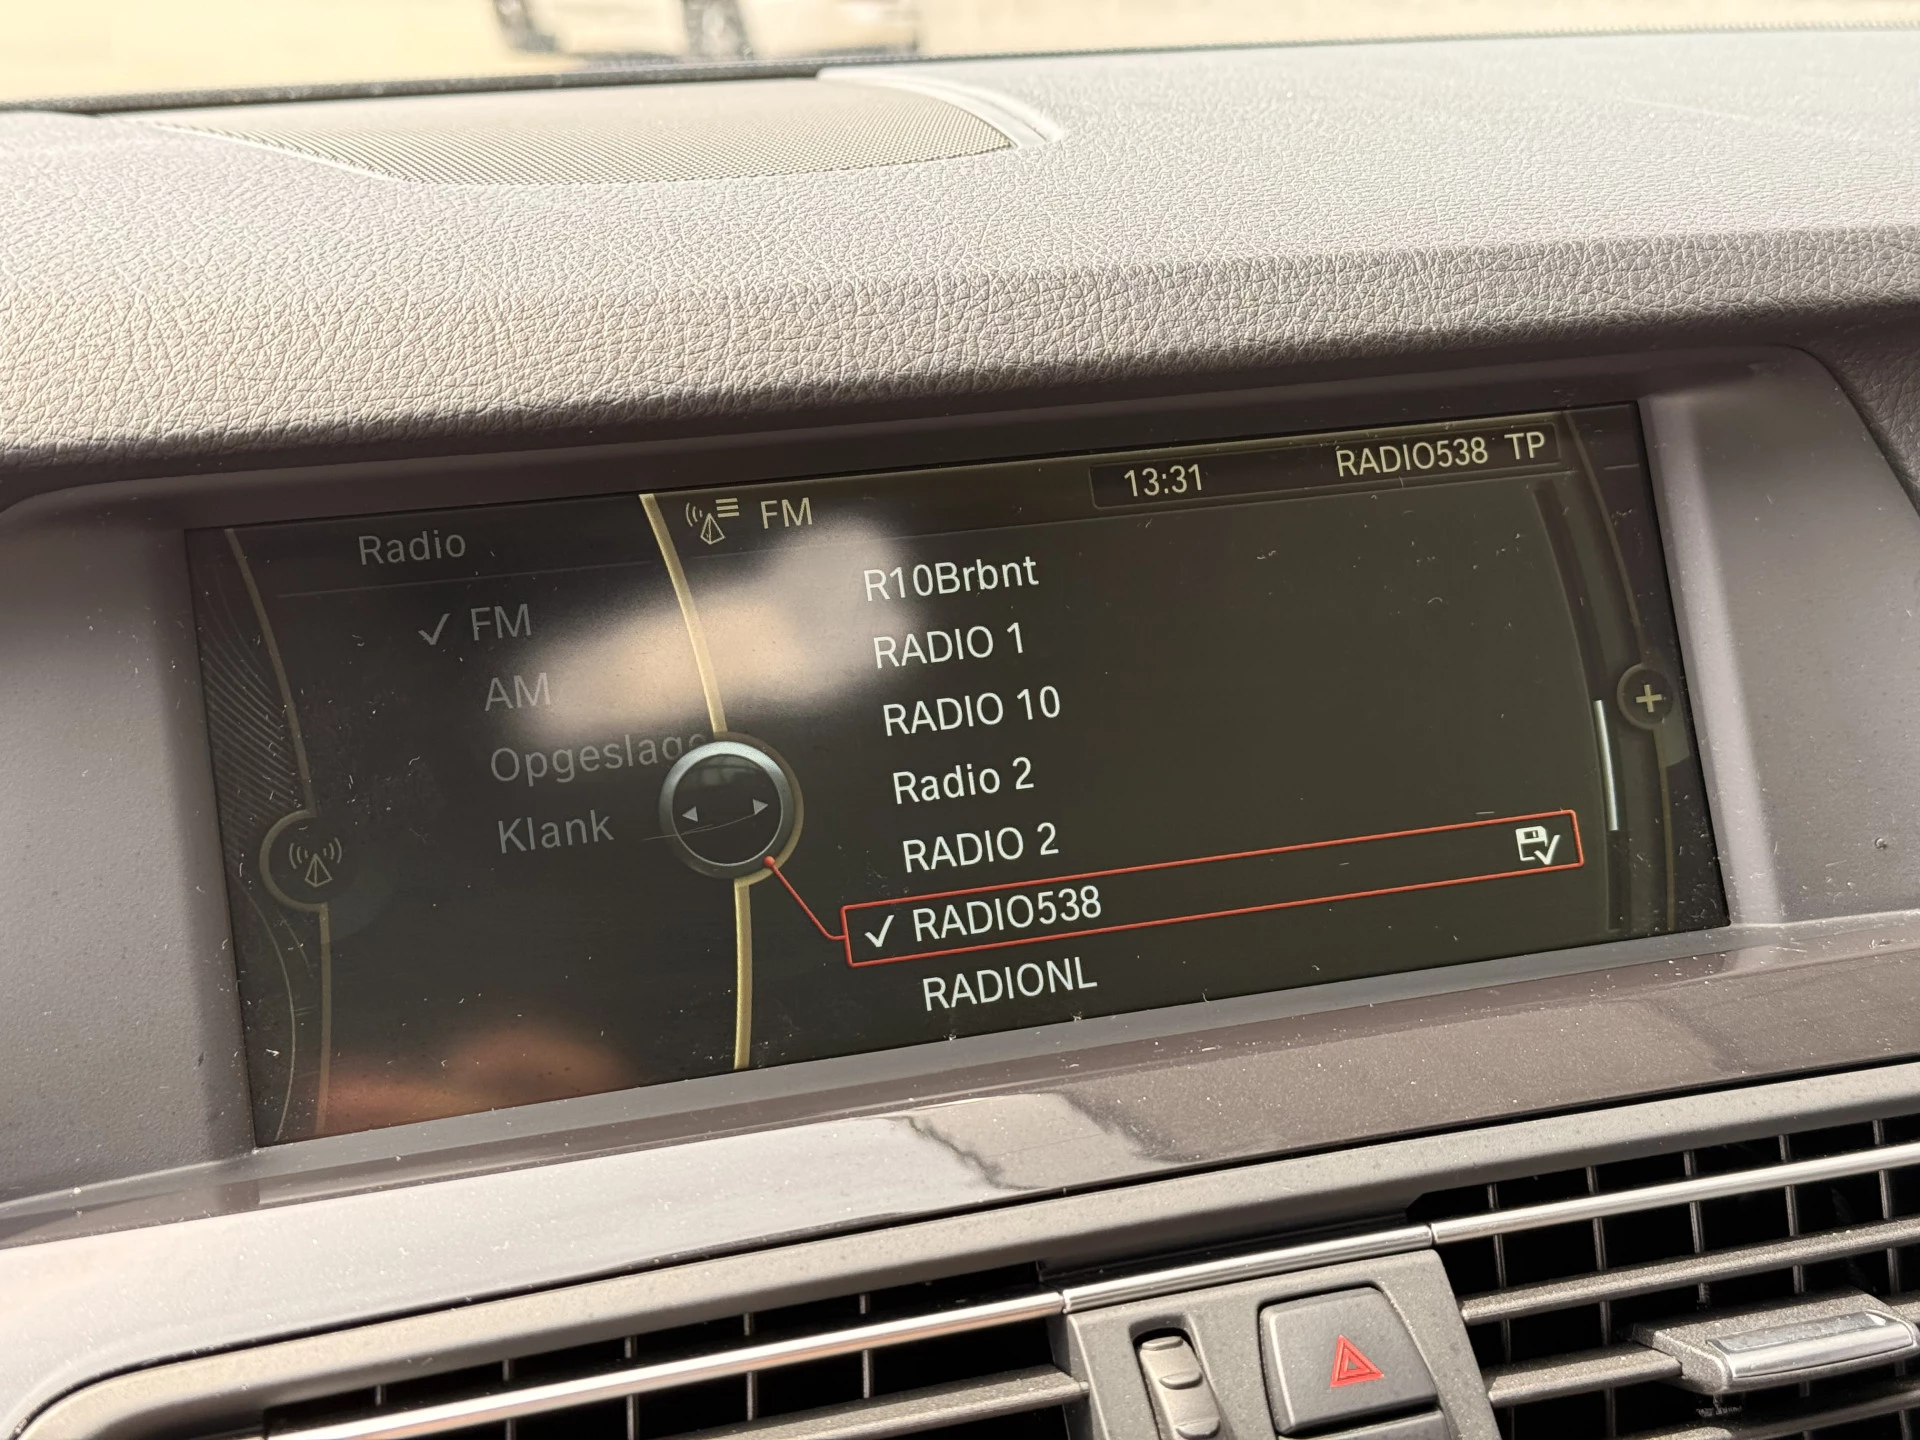 13:31 RADIO538 TP
Radio
FM
✓ FM
AM
Klank
R10Brbnt
RADIO 1
RADIO 10
Radio 2
RADIO 2
✓ RADIO538
RADIONL